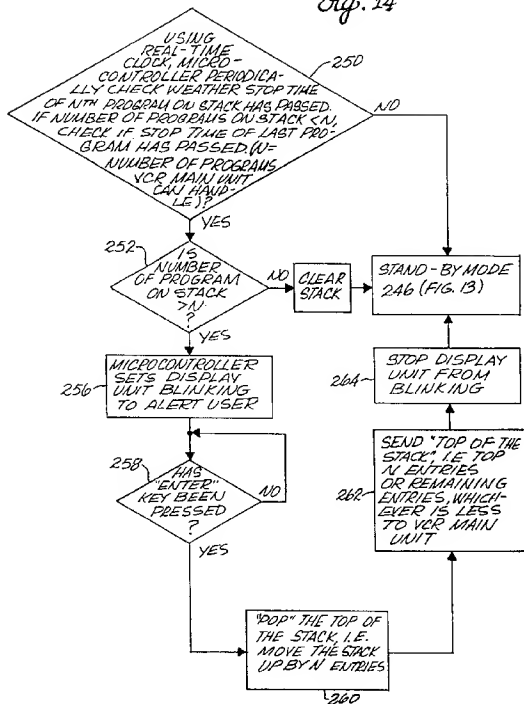 Fig. 14
USING
REAL-TIME
CLOCK, MICRO-
CONTROLLER PERIODICA-
LLY CHECK WEATHER STOP TIME
OF NTH PROGRAM ON STACK HAS PASSED.
IF NUMBER OF PROGRAMS ON STACK <N,
CHECK IF STOP TIME OF LAST PRO-
GRAM HAS PASSED. (N=
NUMBER OF PROGRAMS
VCR MAIN UNIT
CAN HAND-
LE)?
250
NO
YES
252
IS
NUMBER
OF PROGRAM
ON STACK
>N
?
NO
CLEAR
STACK
STAND-BY MODE
246 (FIG. 13)
YES
256
MICROCONTROLLER
SETS DISPLAY
UNIT BLINKING
TO ALERT USER
264
STOP DISPLAY
UNIT FROM
BLINKING
258
HAS
"ENTER"
KEY BEEN
PRESSED
?
NO
YES
262
SEND "TOP OF THE
STACK", I.E TOP
N ENTRIES
OR REMAINING
ENTRIES, WHICH-
EVER IS LESS
TO VCR MAIN
UNIT
"POP" THE TOP OF
THE STACK, I.E.
MOVE THE STACK
UP BY N ENTRIES
260